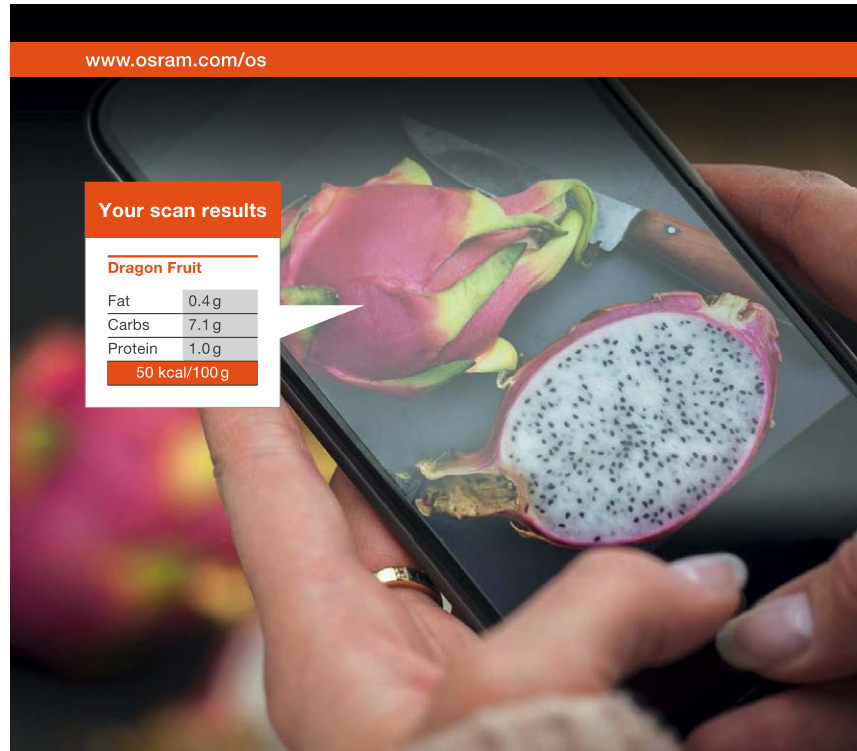 www.osram.com/os
Your scan results
Dragon Fruit
Fat 0.4 g
Carbs 7.1 g
Protein 1.0 g
50 kcal/100 g